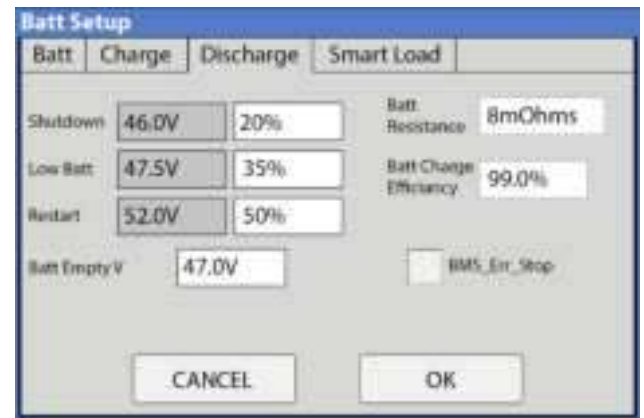 Batt Setup
Batt Charge Discharge Smart Load
Shutdown 46.0V 20%
Batt Resistance 8mOhms
Low Batt 47.5V 35%
Batt Charge Efficiancy 99.0%
Restart 52.0V 50%
Batt Empty V 47.0V
BMS_Err_Stop
CANCEL OK